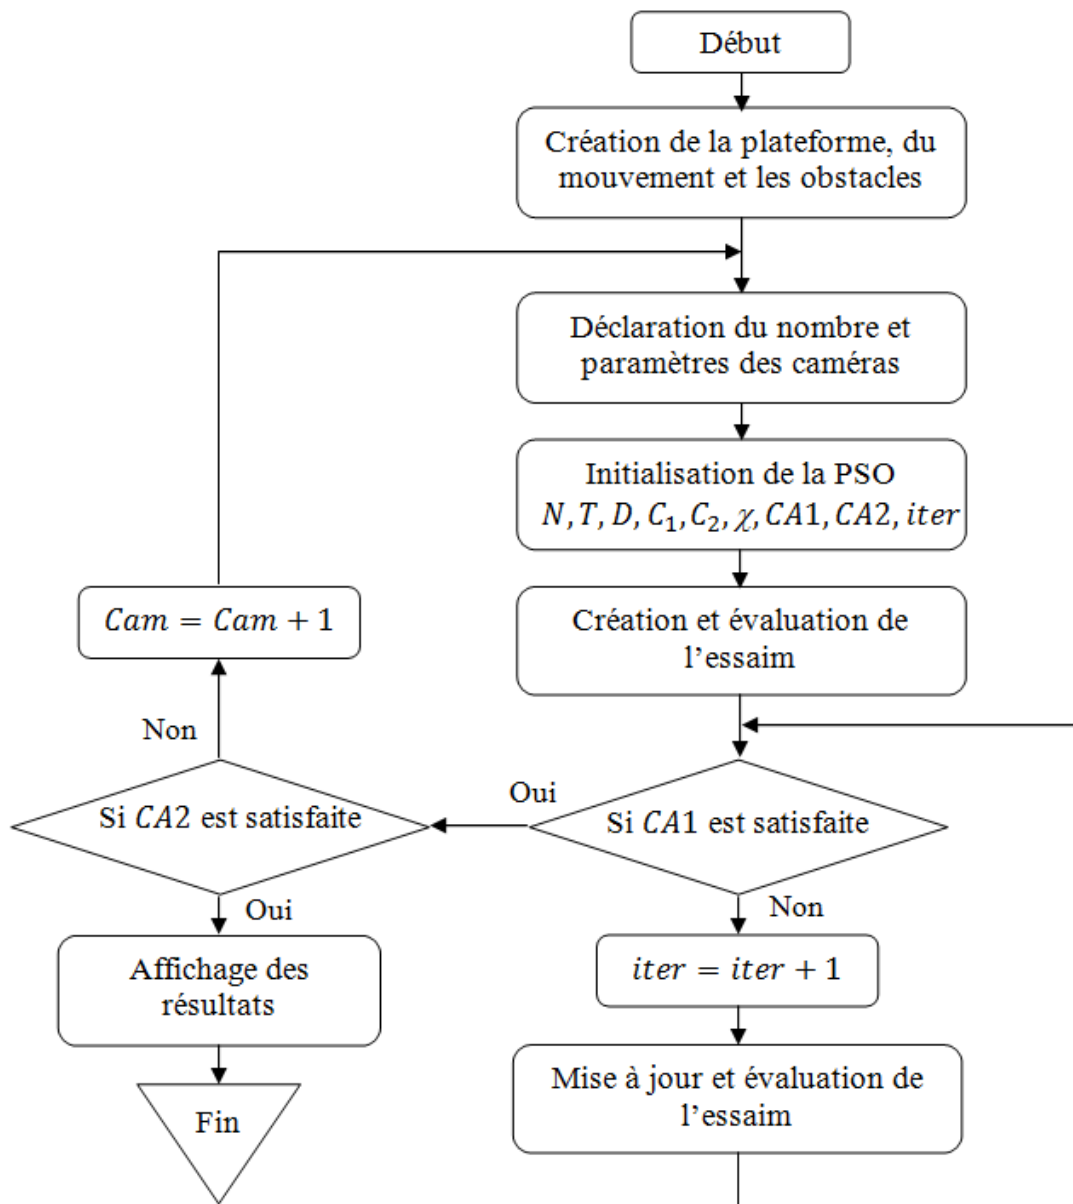 Début
Création de la plateforme, du
mouvement et les obstacles
Déclaration du nombre et
paramètres des caméras
Initialisation de la PSO
N, T, D, C₁, C₂, χ, CA1, CA2, iter
Création et évaluation de
l’essaim
Cam = Cam + 1
Non
Si CA2 est satisfaite
Oui
Si CA1 est satisfaite
Oui
Non
Affichage des
résultats
iter = iter + 1
Fin
Mise à jour et évaluation de
l’essaim